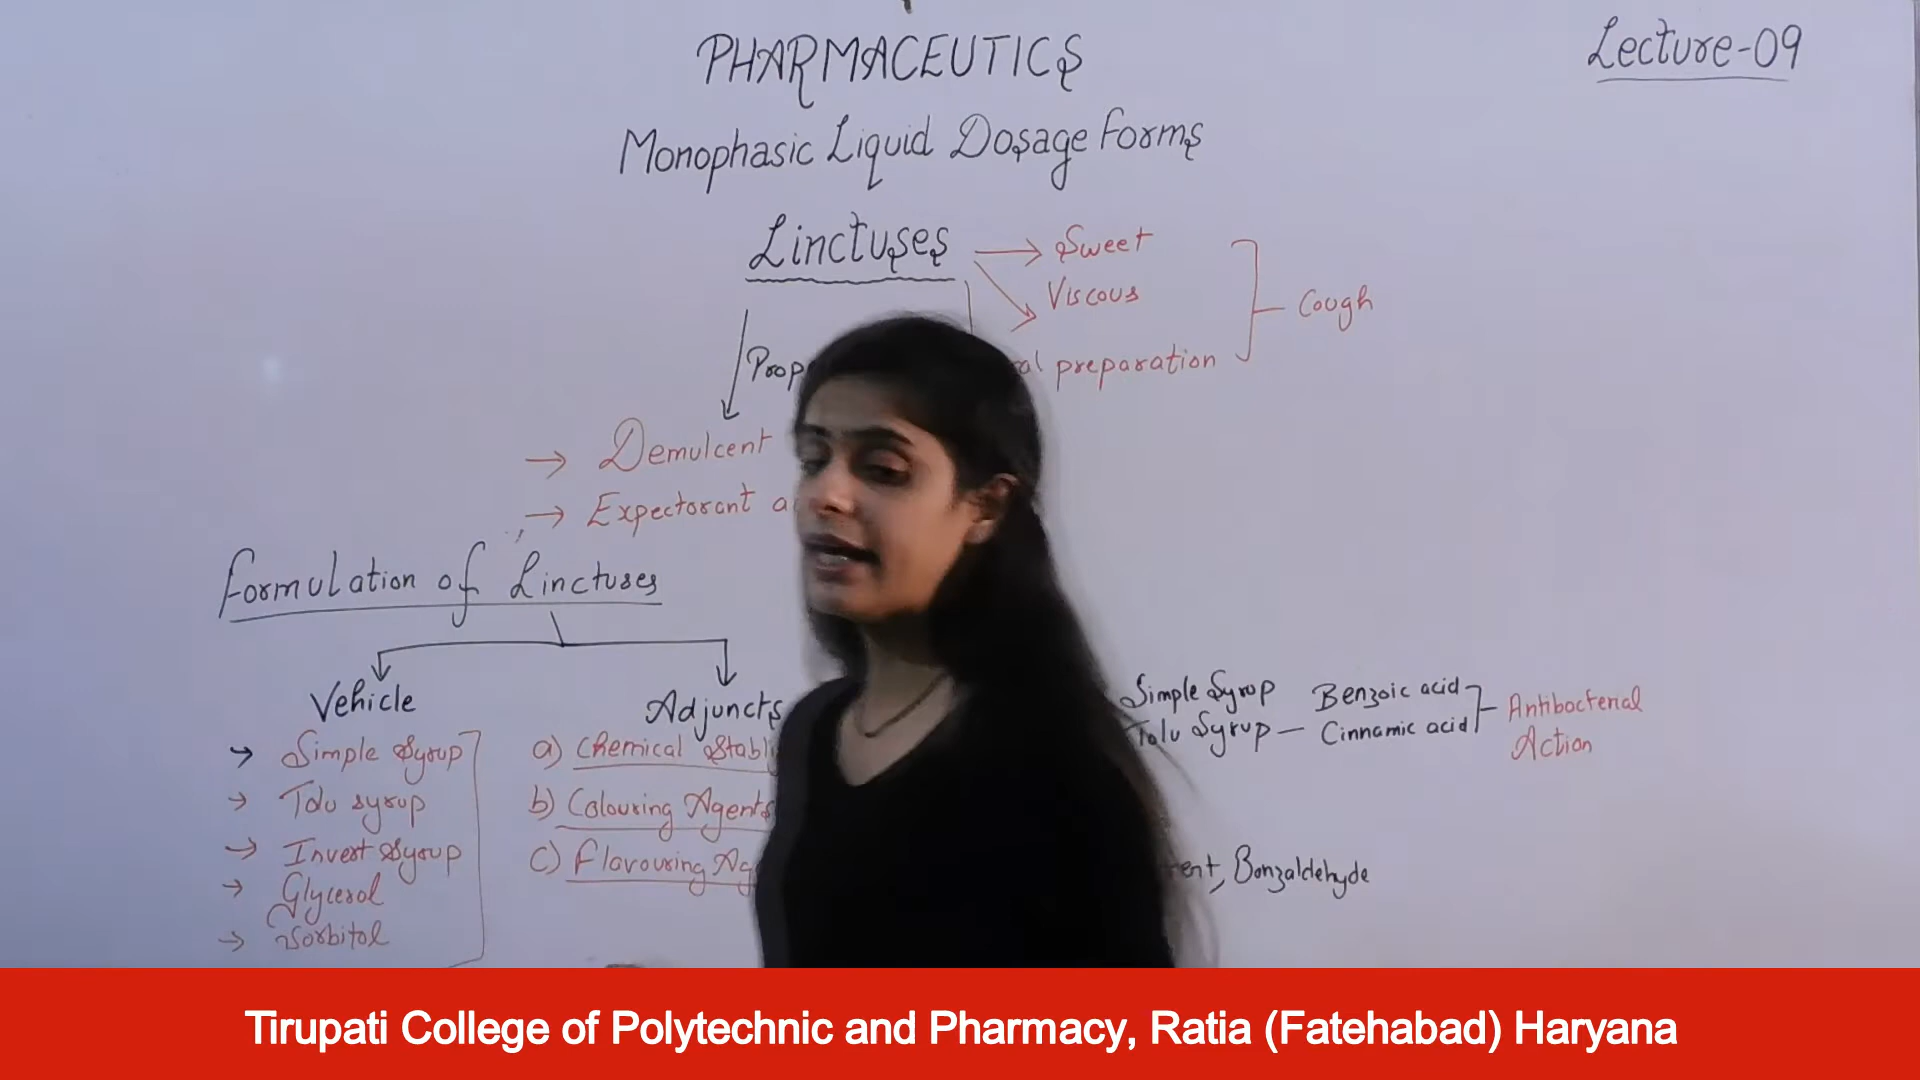 PHARMACEUTICS
Lecture-09
Monophasic Liquid Dosage Forms
Linctuses
Sweet
Viscous
Cough
preparation
Demulcent
Expectorant
Formulation of Linctuses
Vehicle
Adjuncts
Simple Syrup
Tolu syrup
Invert Syrup
Glycerol
Sorbitol
a) Chemical
b) Colouring Agents
c) Flavouring
Simple Syrup Benzoic acid
Tolu Syrup – Cinnamic acid
Antibacterial
Action
Benzaldehyde
Tirupati College of Polytechnic and Pharmacy, Ratia (Fatehabad) Haryana